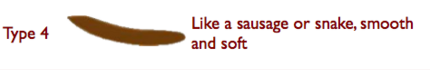 Type 4
Like a sausage or snake, smooth
and soft